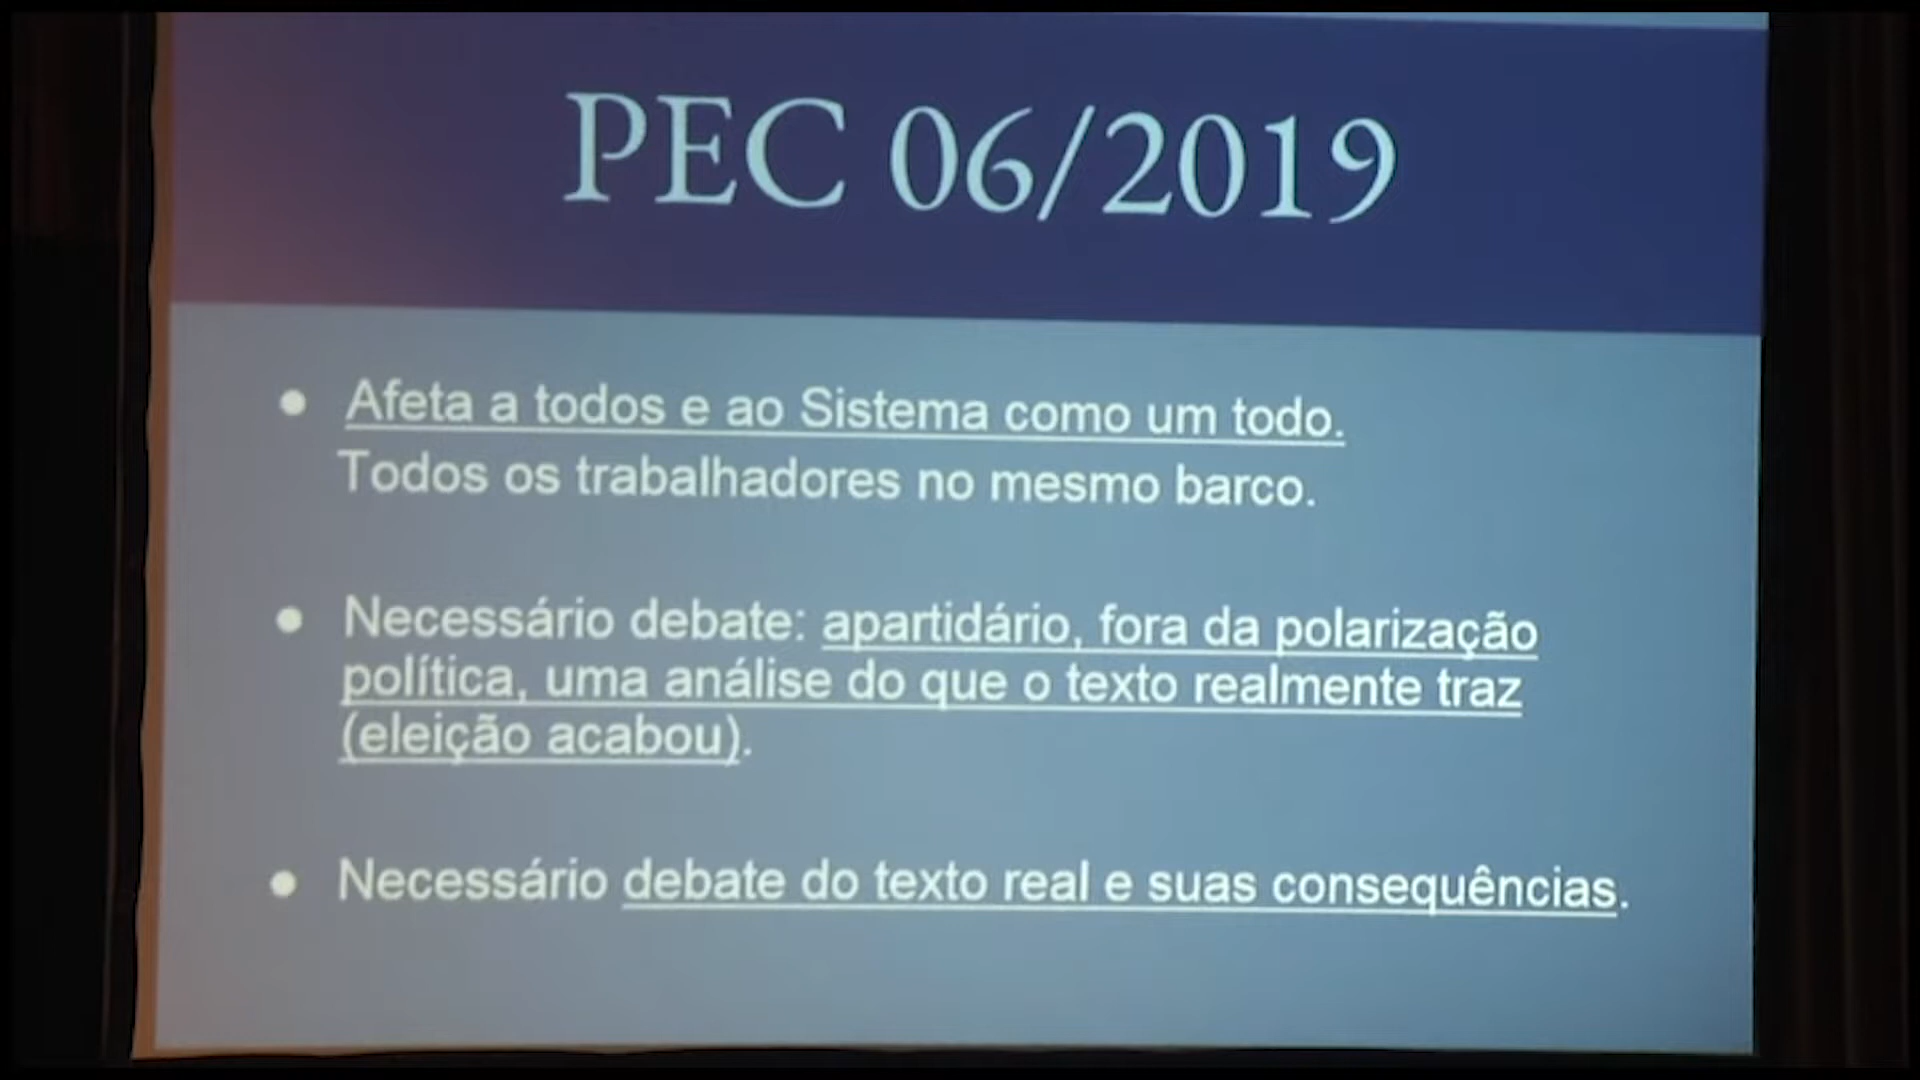 PEC 06/2019
● Afeta a todos e ao Sistema como um todo.
Todos os trabalhadores no mesmo barco.
● Necessário debate: apartidário, fora da polarização
política, uma análise do que o texto realmente traz
(eleição acabou).
● Necessário debate do texto real e suas consequências.